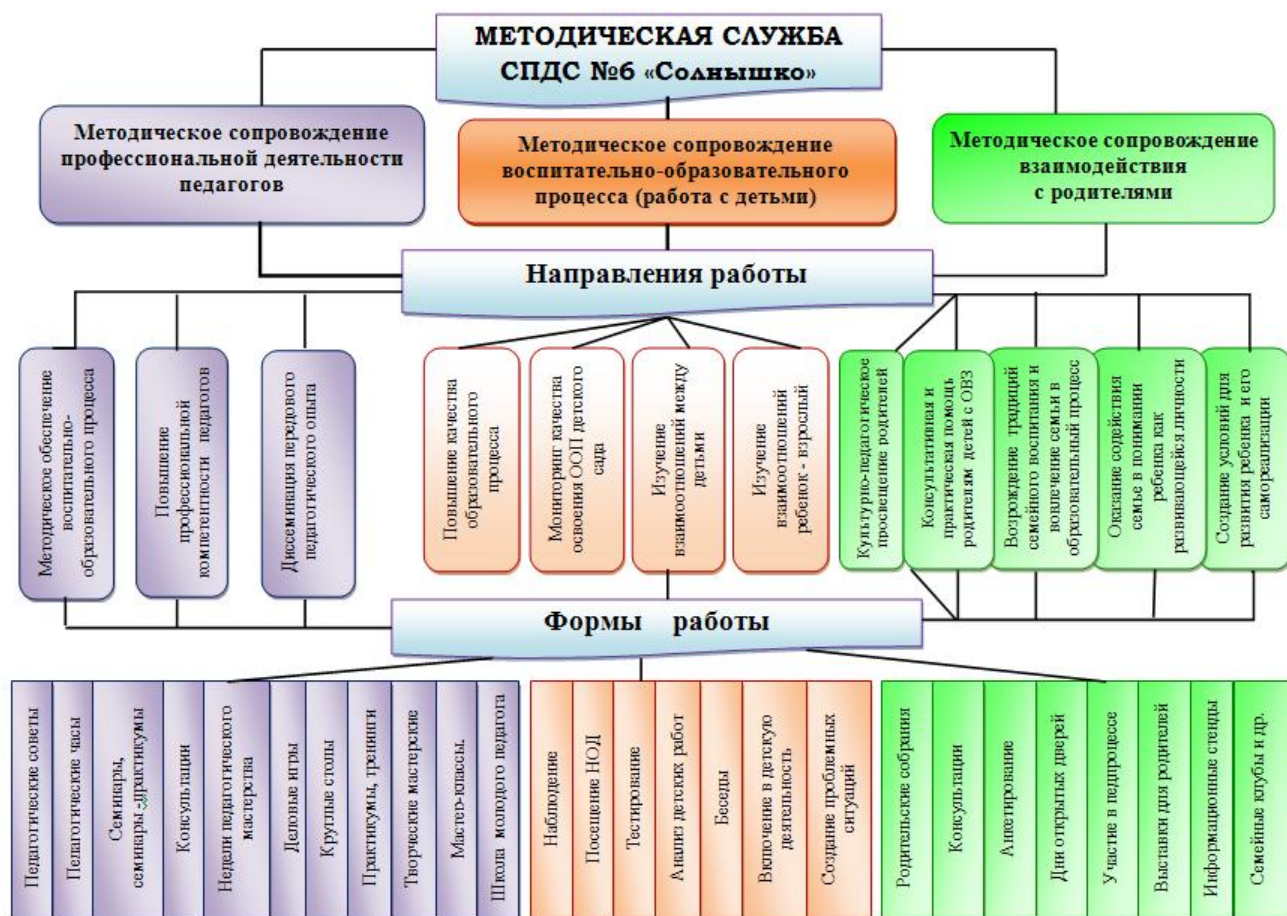 МЕТОДИЧЕСКАЯ СЛУЖБА
СПДС №6 «Солнышко»
Методическое сопровождение
профессиональной деятельности
педагогов
Методическое сопровождение
воспитательно-образовательного
процесса (работа с детьми)
Методическое сопровождение
взаимодействия
с родителями
Направления работы
Методическое обеспечение
воспитательно-
образовательного процесса
Повышение
профессиональной
компетентности педагогов
Диссеминация передового
педагогического опыта
Повышение качества
образовательного
процесса
Мониторинг качества
освоения ООП детского
сада
Изучение
взаимоотношений между
детьми
Изучение
взаимоотношений
ребенок - взрослый
Культурно-педагогическое
просвещение родителей
Консультативная и
практическая помощь
родителям детей с ОВЗ
Возрождение традиций
семейного воспитания и
вовлечение семьи в
образовательный процесс
Оказание содействия
семье в понимании
ребенка как
развивающейся личности
Создание условий для
развития ребенка и его
самореализации
Формы работы
Педагогические советы
Педагогические часы
Семинары,
семинары -практикумы
Консультации
Недели педагогического
мастерства
Деловые игры
Круглые столы
Практикумы, тренинги
Творческие мастерские
Мастер-классы.
Школа молодого педагога
Наблюдение
Посещение НОД
Тестирование
Анализ детских работ
Беседы
Включение в детскую
деятельность
Создание проблемных
ситуаций
Родительские собрания
Консультации
Анкетирование
Дни открытых дверей
Участие в педпроцессе
Выставки для родителей
Информационные стенды
Семейные клубы и др.